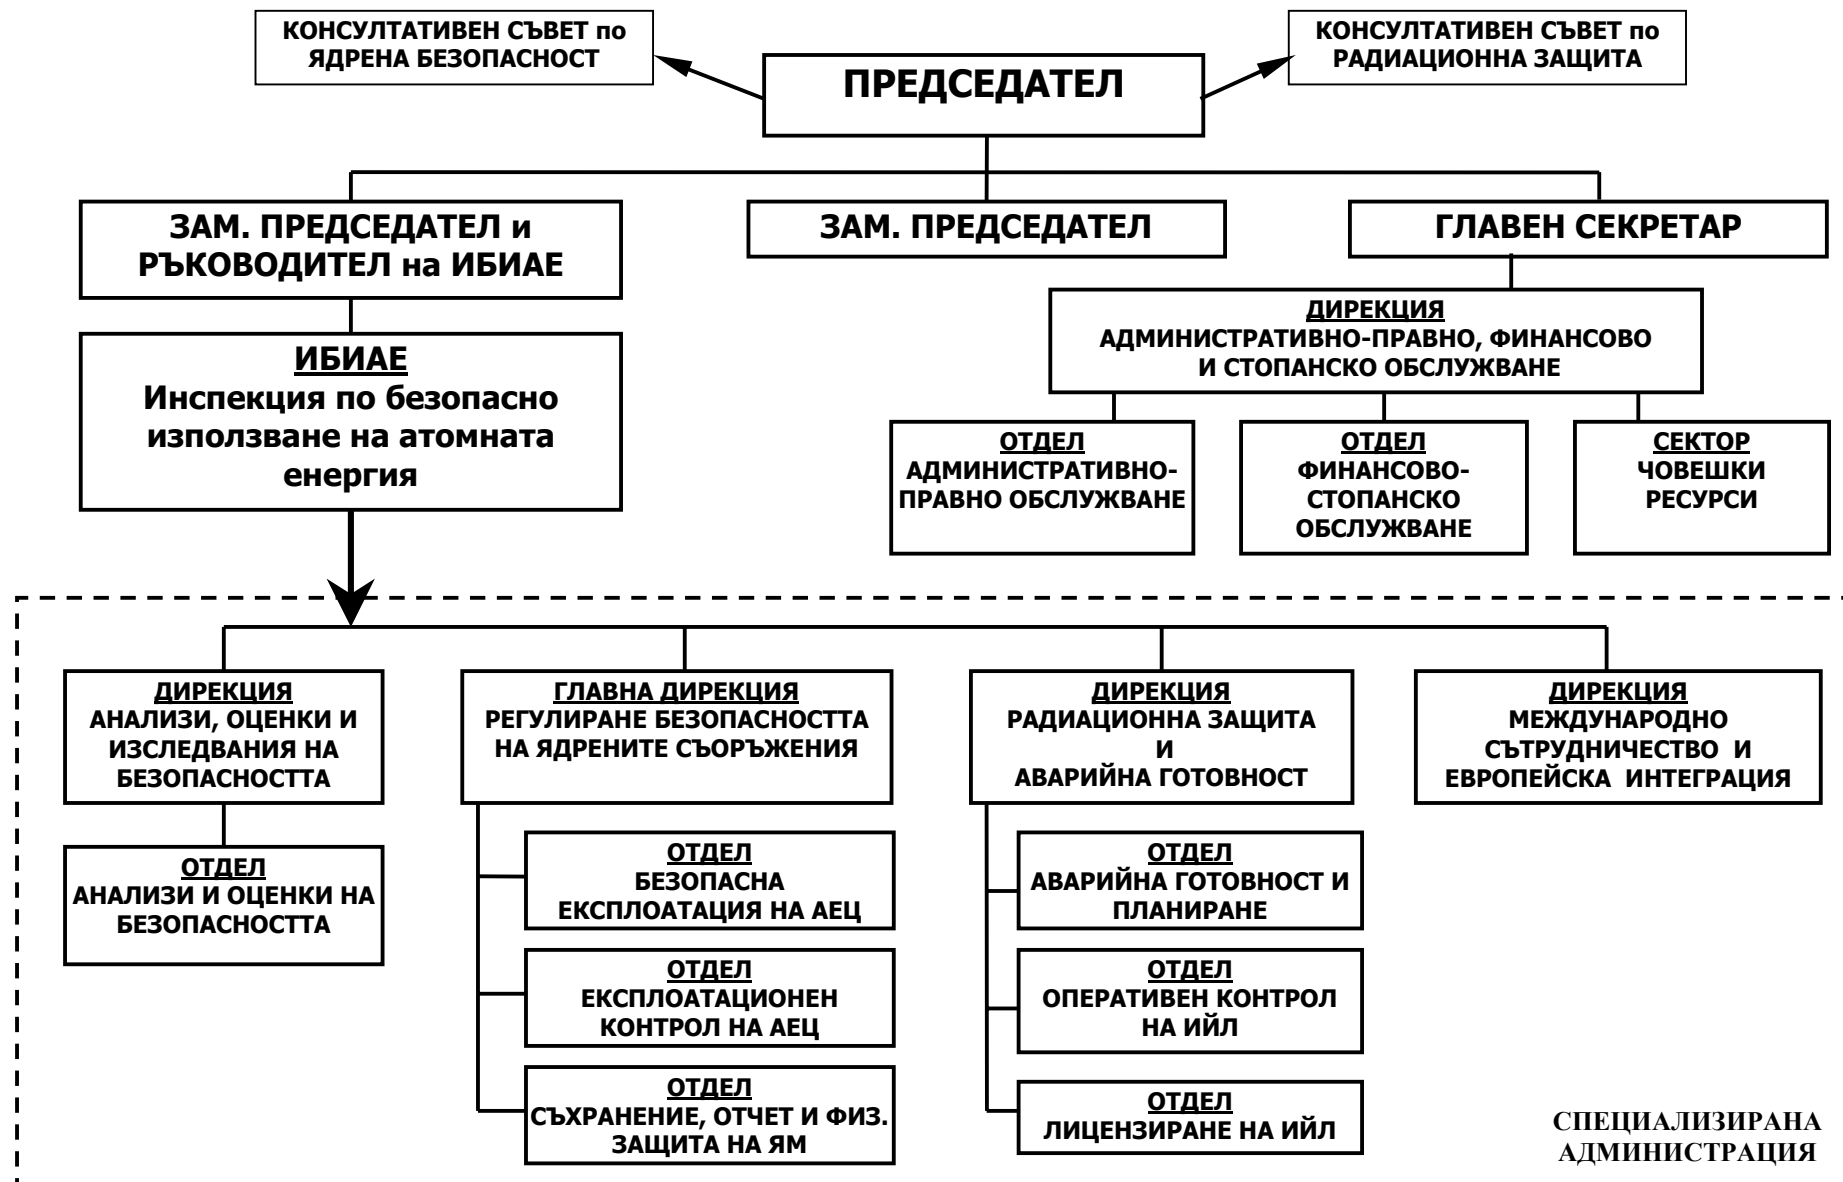 КОНСУЛТАТИВЕН СЪВЕТ по
ЯДРЕНА БЕЗОПАСНОСТ
КОНСУЛТАТИВЕН СЪВЕТ по
РАДИАЦИОННА ЗАЩИТА
ПРЕДСЕДАТЕЛ
ЗАМ. ПРЕДСЕДАТЕЛ и
РЪКОВОДИТЕЛ на ИБИАЕ
ЗАМ. ПРЕДСЕДАТЕЛ
ГЛАВЕН СЕКРЕТАР
ИБИАЕ
Инспекция по безопасно
използване на атомната
енергия
ДИРЕКЦИЯ
АДМИНИСТРАТИВНО-ПРАВНО, ФИНАНСОВО
И СТОПАНСКО ОБСЛУЖВАНЕ
ОТДЕЛ
АДМИНИСТРАТИВНО-
ПРАВНО ОБСЛУЖВАНЕ
ОТДЕЛ
ФИНАНСОВО-
СТОПАНСКО
ОБСЛУЖВАНЕ
СЕКТОР
ЧОВЕШКИ
РЕСУРСИ
ДИРЕКЦИЯ
АНАЛИЗИ, ОЦЕНКИ И
ИЗСЛЕДВАНИЯ НА
БЕЗОПАСНОСТТА
ОТДЕЛ
АНАЛИЗИ И ОЦЕНКИ НА
БЕЗОПАСНОСТТА
ГЛАВНА ДИРЕКЦИЯ
РЕГУЛИРАНЕ БЕЗОПАСНОСТТА
НА ЯДРЕНИТЕ СЪОРЪЖЕНИЯ
ОТДЕЛ
БЕЗОПАСНА
ЕКСПЛОАТАЦИЯ НА АЕЦ
ОТДЕЛ
ЕКСПЛОАТАЦИОНЕН
КОНТРОЛ НА АЕЦ
ОТДЕЛ
СЪХРАНЕНИЕ, ОТЧЕТ И ФИЗ.
ЗАЩИТА НА ЯМ
ДИРЕКЦИЯ
РАДИАЦИОННА ЗАЩИТА
И
АВАРИЙНА ГОТОВНОСТ
ОТДЕЛ
АВАРИЙНА ГОТОВНОСТ И
ПЛАНИРАНЕ
ОТДЕЛ
ОПЕРАТИВЕН КОНТРОЛ
НА ИЙЛ
ОТДЕЛ
ЛИЦЕНЗИРАНЕ НА ИЙЛ
ДИРЕКЦИЯ
МЕЖДУНАРОДНО
СЪТРУДНИЧЕСТВО И
ЕВРОПЕЙСКА ИНТЕГРАЦИЯ
СПЕЦИАЛИЗИРАНА
АДМИНИСТРАЦИЯ